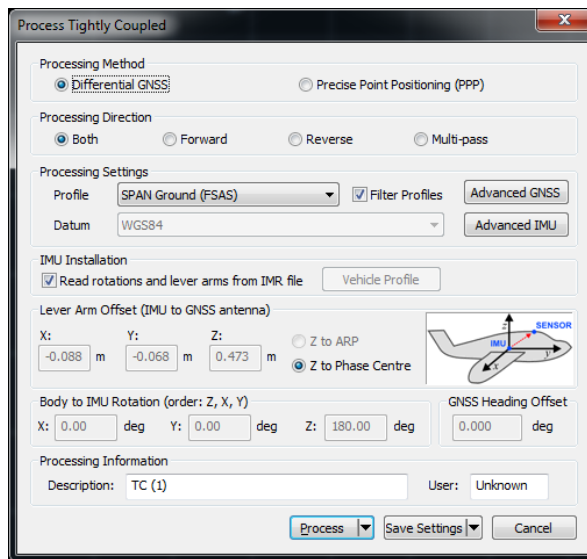 Process Tightly Coupled
Processing Method
Differential GNSS Precise Point Positioning (PPP)
Processing Direction
Both Forward Reverse Multi-pass
Processing Settings
Profile SPAN Ground (FSAS) Filter Profiles Advanced GNSS
Datum WGS84 Advanced IMU
IMU Installation
Read rotations and lever arms from IMR file Vehicle Profile
Lever Arm Offset (IMU to GNSS antenna)
X: Y: Z: Z to ARP
-0.088 m -0.068 m 0.473 m Z to Phase Centre
z SENSOR
IMU y
x
Body to IMU Rotation (order: Z, X, Y) GNSS Heading Offset
X: 0.00 deg Y: 0.00 deg Z: 180.00 deg 0.000 deg
Processing Information
Description: TC (1) User: Unknown
Process Save Settings Cancel